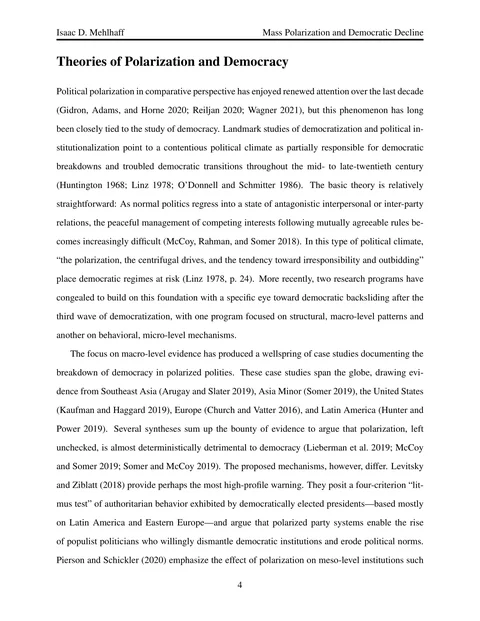 Isaac D. Mehlhaff Mass Polarization and Democratic Decline
Theories of Polarization and Democracy
Political polarization in comparative perspective has enjoyed renewed attention over the last decade
(Gidron, Adams, and Horne 2020; Reiljan 2020; Wagner 2021), but this phenomenon has long
been closely tied to the study of democracy. Landmark studies of democratization and political in-
stitutionalization point to a contentious political climate as partially responsible for democratic
breakdowns and troubled democratic transitions throughout the mid- to late-twentieth century
(Huntington 1968; Linz 1978; O'Donnell and Schmitter 1986). The basic theory is relatively
straightforward: As normal politics regress into a state of antagonistic interpersonal or inter-party
relations, the peaceful management of competing interests following mutually agreeable rules be-
comes increasingly difficult (McCoy, Rahman, and Somer 2018). In this type of political climate,
“the polarization, the centrifugal drives, and the tendency toward irresponsibility and outbidding”
place democratic regimes at risk (Linz 1978, p. 24). More recently, two research programs have
congealed to build on this foundation with a specific eye toward democratic backsliding after the
third wave of democratization, with one program focused on structural, macro-level patterns and
another on behavioral, micro-level mechanisms.
The focus on macro-level evidence has produced a wellspring of case studies documenting the
breakdown of democracy in polarized polities. These case studies span the globe, drawing evi-
dence from Southeast Asia (Arugay and Slater 2019), Asia Minor (Somer 2019), the United States
(Kaufman and Haggard 2019), Europe (Church and Vatter 2016), and Latin America (Hunter and
Power 2019). Several syntheses sum up the bounty of evidence to argue that polarization, left
unchecked, is almost deterministically detrimental to democracy (Lieberman et al. 2019; McCoy
and Somer 2019; Somer and McCoy 2019). The proposed mechanisms, however, differ. Levitsky
and Ziblatt (2018) provide perhaps the most high-profile warning. They posit a four-criterion “lit-
mus test” of authoritarian behavior exhibited by democratically elected presidents—based mostly
on Latin America and Eastern Europe—and argue that polarized party systems enable the rise
of populist politicians who willingly dismantle democratic institutions and erode political norms.
Pierson and Schickler (2020) emphasize the effect of polarization on meso-level institutions such
4